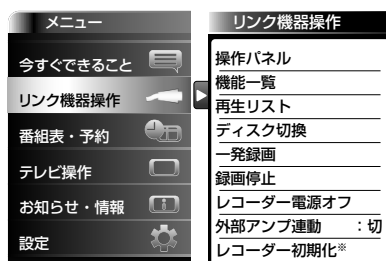 メニュー
今すぐできること
リンク機器操作
番組表・予約
テレビ操作
お知らせ・情報
設定
リンク機器操作
操作パネル
機能一覧
再生リスト
ディスク切換
一発録画
録画停止
レコーダー電源オフ
外部アンプ連動 ：切
レコーダー初期化※